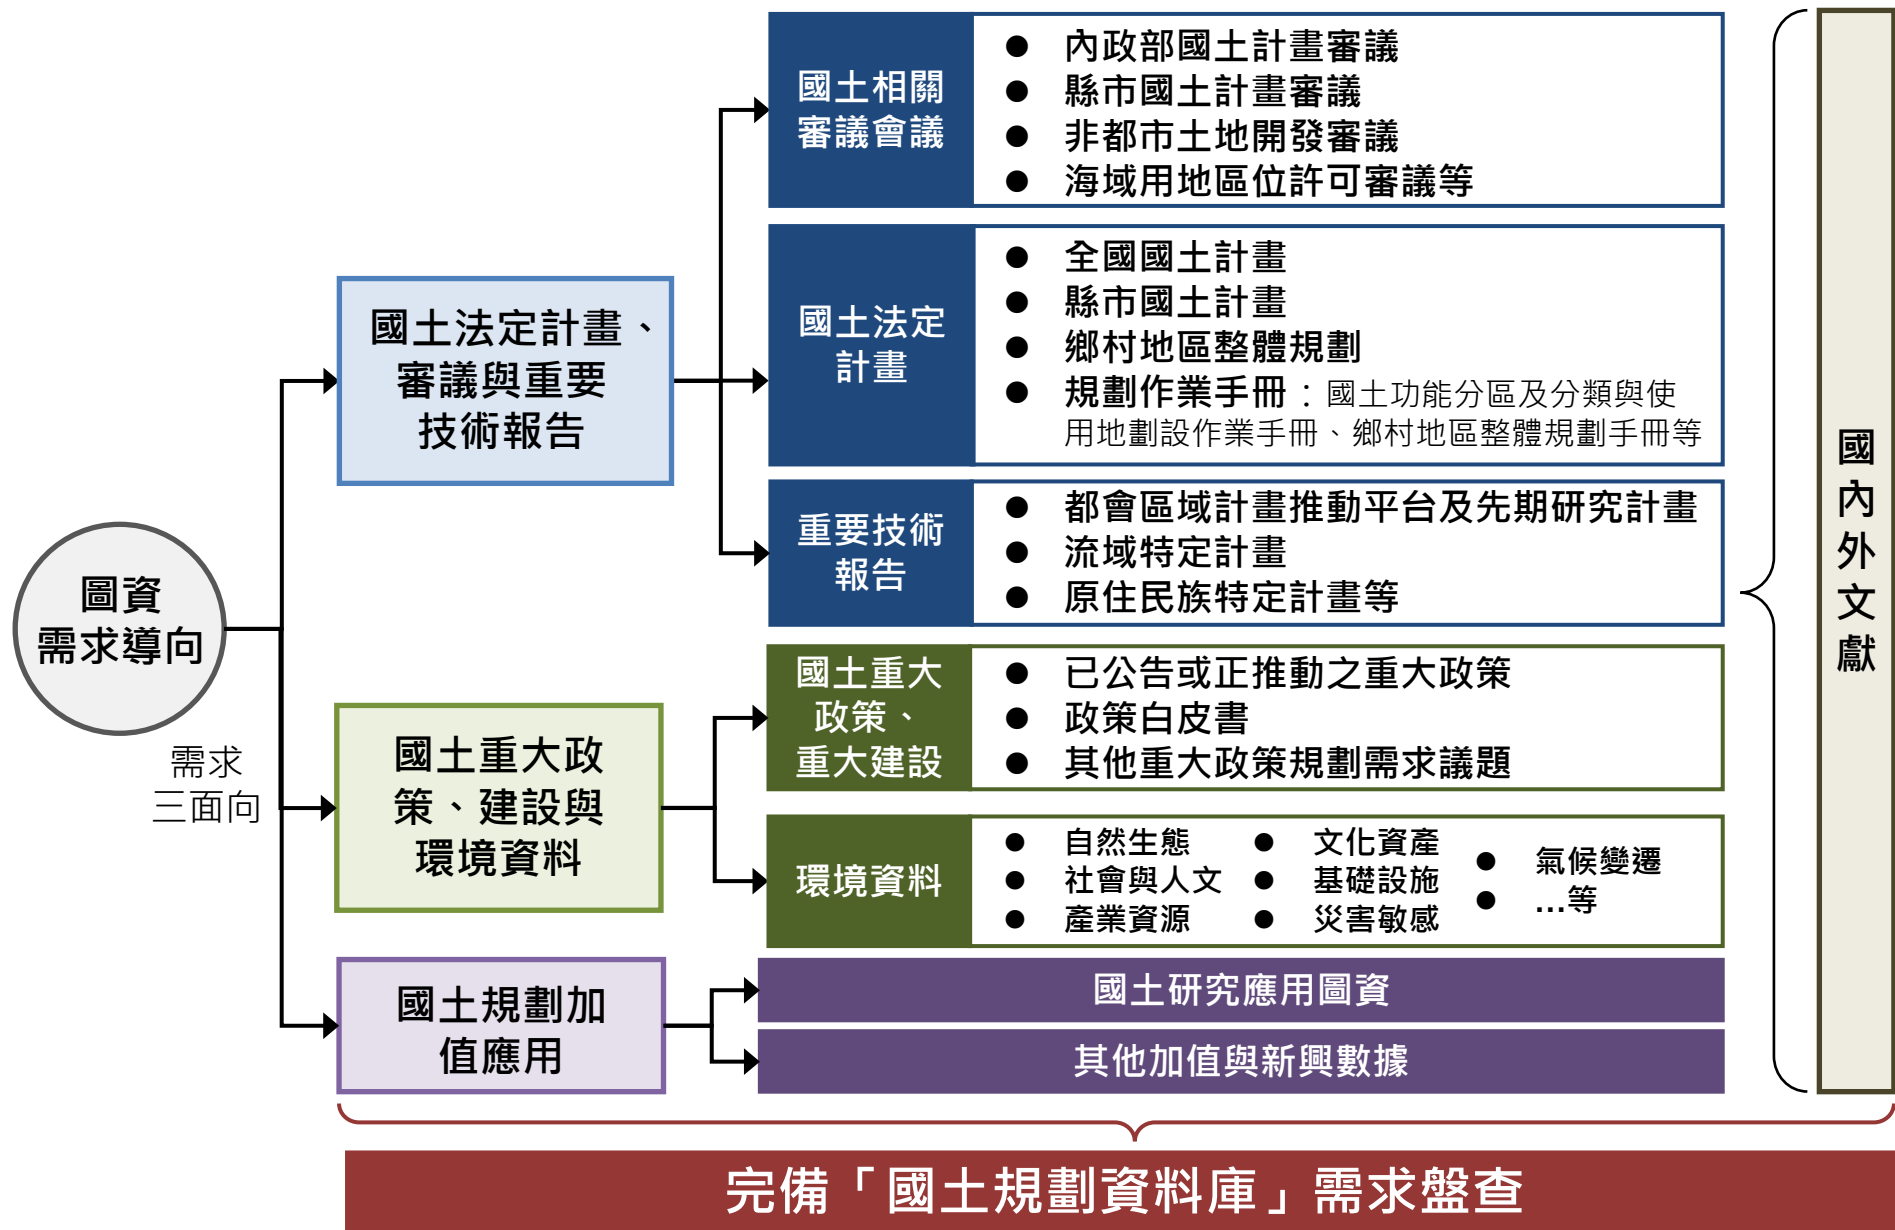 圖資
需求導向
需求
三面向
國土法定計畫、
審議與重要
技術報告
國土相關
審議會議
● 內政部國土計畫審議
● 縣市國土計畫審議
● 非都市土地開發審議
● 海域用地區位許可審議等
國土法定
計畫
● 全國國土計畫
● 縣市國土計畫
● 鄉村地區整體規劃
● 規劃作業手冊：國土功能分區及分類與使
用地劃設作業手冊、鄉村地區整體規劃手冊等
重要技術
報告
● 都會區域計畫推動平台及先期研究計畫
● 流域特定計畫
● 原住民族特定計畫等
國土重大政
策、建設與
環境資料
國土重大
政策、
重大建設
● 已公告或正推動之重大政策
● 政策白皮書
● 其他重大政策規劃需求議題
環境資料
● 自然生態
● 社會與人文
● 產業資源
● 文化資產
● 基礎設施
● 災害敏感
● 氣候變遷
● ...等
國土規劃加
值應用
國土研究應用圖資
其他加值與新興數據
國內外文獻
完備「國土規劃資料庫」需求盤查